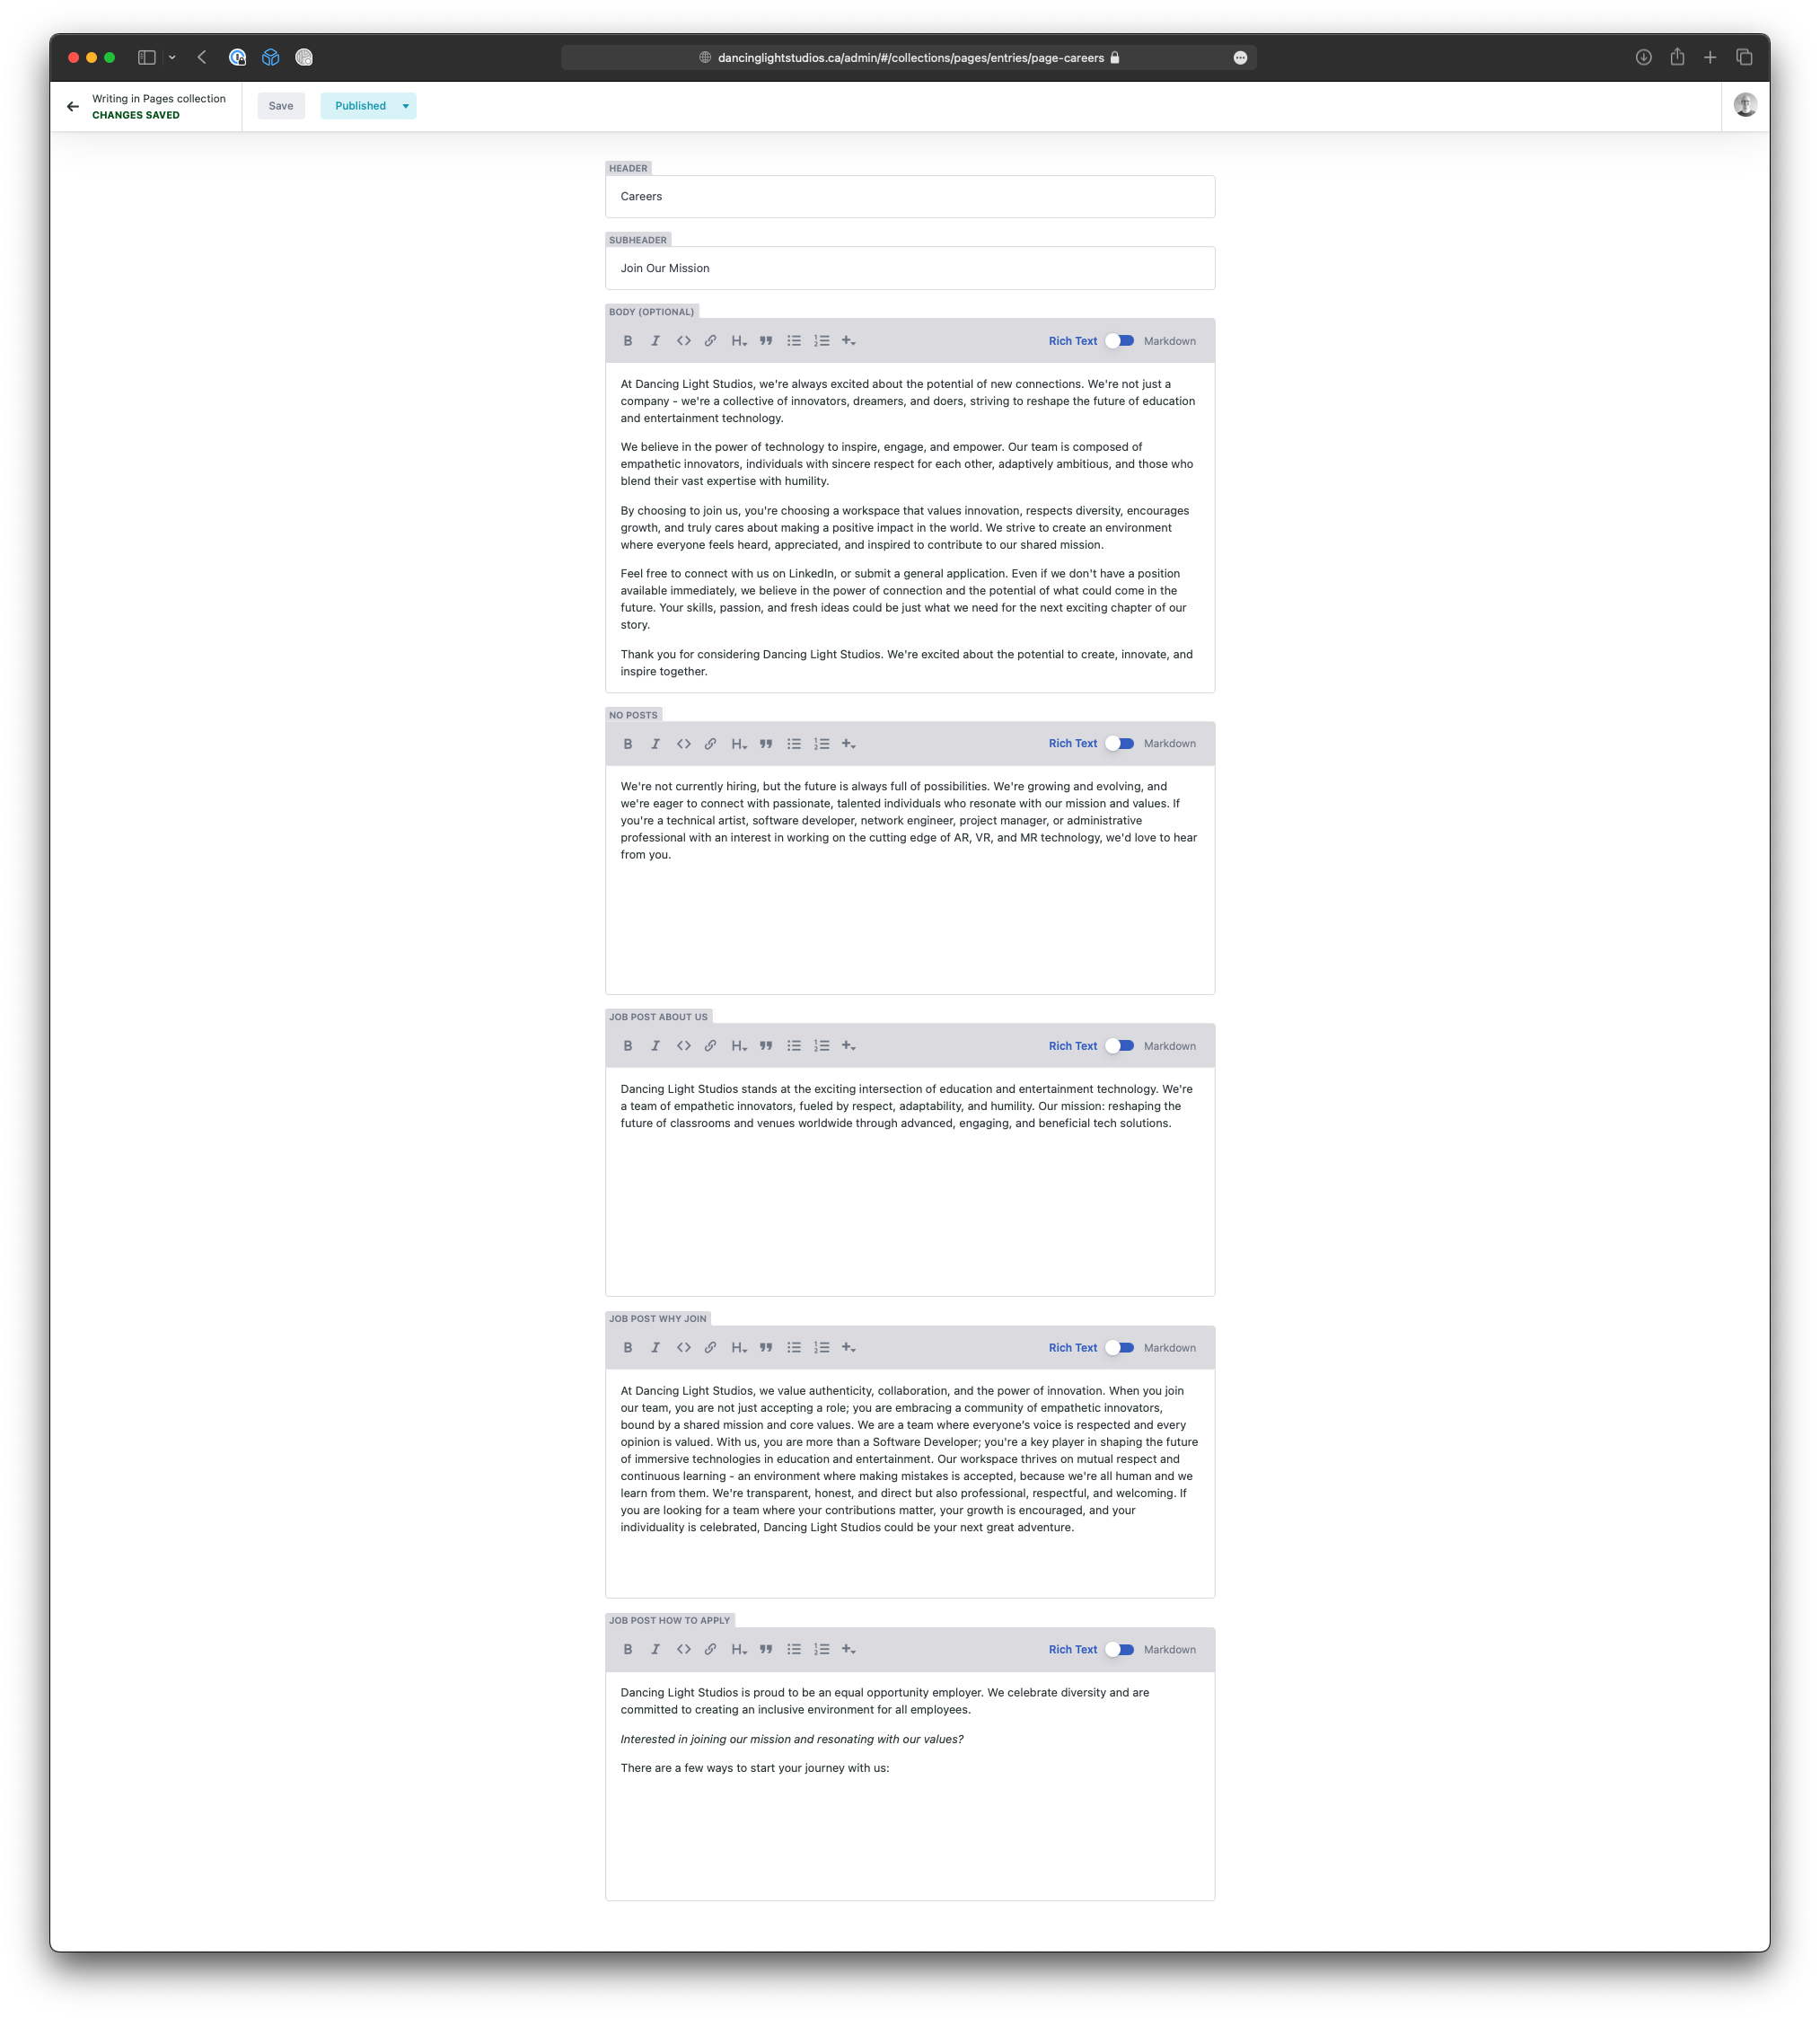 dancinglightstudios.ca/admin/#/collections/pages/entries/page-careers
Writing in Pages collection
CHANGES SAVED
Save
Published
HEADER
Careers
SUBHEADER
Join Our Mission
BODY (OPTIONAL)
B I <> H Rich Text Markdown
At Dancing Light Studios, we're always excited about the potential of new connections. We're not just a
company - we're a collective of innovators, dreamers, and doers, striving to reshape the future of education
and entertainment technology.
We believe in the power of technology to inspire, engage, and empower. Our team is composed of
empathetic innovators, individuals with sincere respect for each other, adaptively ambitious, and those who
blend their vast expertise with humility.
By choosing to join us, you're choosing a workspace that values innovation, respects diversity, encourages
growth, and truly cares about making a positive impact in the world. We strive to create an environment
where everyone feels heard, appreciated, and inspired to contribute to our shared mission.
Feel free to connect with us on LinkedIn, or submit a general application. Even if we don't have a position
available immediately, we believe in the power of connection and the potential of what could come in the
future. Your skills, passion, and fresh ideas could be just what we need for the next exciting chapter of our
story.
Thank you for considering Dancing Light Studios. We're excited about the potential to create, innovate, and
inspire together.
NO POSTS
B I <> H Rich Text Markdown
We're not currently hiring, but the future is always full of possibilities. We're growing and evolving, and
we're eager to connect with passionate, talented individuals who resonate with our mission and values. If
you're a technical artist, software developer, network engineer, project manager, or administrative
professional with an interest in working on the cutting edge of AR, VR, and MR technology, we'd love to hear
from you.
JOB POST ABOUT US
B I <> H Rich Text Markdown
Dancing Light Studios stands at the exciting intersection of education and entertainment technology. We're
a team of empathetic innovators, fueled by respect, adaptability, and humility. Our mission: reshaping the
future of classrooms and venues worldwide through advanced, engaging, and beneficial tech solutions.
JOB POST WHY JOIN
B I <> H Rich Text Markdown
At Dancing Light Studios, we value authenticity, collaboration, and the power of innovation. When you join
our team, you are not just accepting a role; you are embracing a community of empathetic innovators,
bound by a shared mission and core values. We are a team where everyone's voice is respected and every
opinion is valued. With us, you are more than a Software Developer; you're a key player in shaping the future
of immersive technologies in education and entertainment. Our workspace thrives on mutual respect and
continuous learning - an environment where making mistakes is accepted, because we're all human and we
learn from them. We're transparent, honest, and direct but also professional, respectful, and welcoming. If
you are looking for a team where your contributions matter, your growth is encouraged, and your
individuality is celebrated, Dancing Light Studios could be your next great adventure.
JOB POST HOW TO APPLY
B I <> H Rich Text Markdown
Dancing Light Studios is proud to be an equal opportunity employer. We celebrate diversity and are
committed to creating an inclusive environment for all employees.
Interested in joining our mission and resonating with our values?
There are a few ways to start your journey with us: